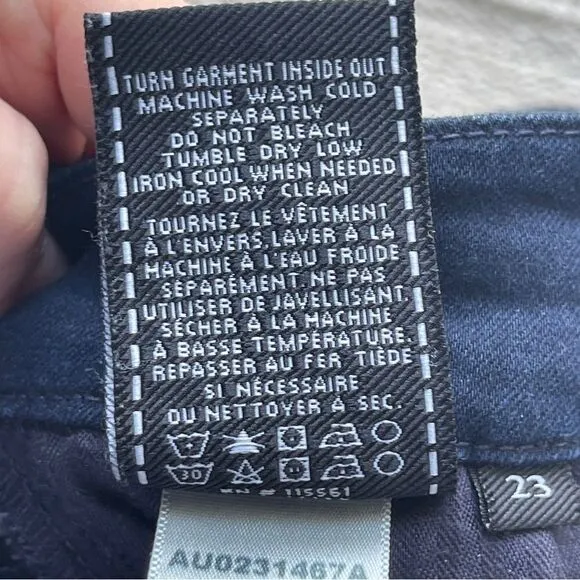 TURN GARMENT INSIDE OUT
MACHINE WASH COLD
SEPARATELY
DO NOT BLEACH
TUMBLE DRY LOW
IRON COOL WHEN NEEDED
OR DRY CLEAN
TOURNEZ LE VÊTEMENT
À L'ENVERS.LAVER À LA
MACHINE À L'EAU FROIDE
SÉPARÉMENT. NE PAS
UTILISER DE JAVELLISANT.
SÉCHER À LA MACHINE
À BASSE TEMPÉRATURE.
REPASSER AU FER TIÈDE
SI NÉCESSAIRE
OU NETTOYER À SEC.
30
RN # 115561
23
AU0231467A